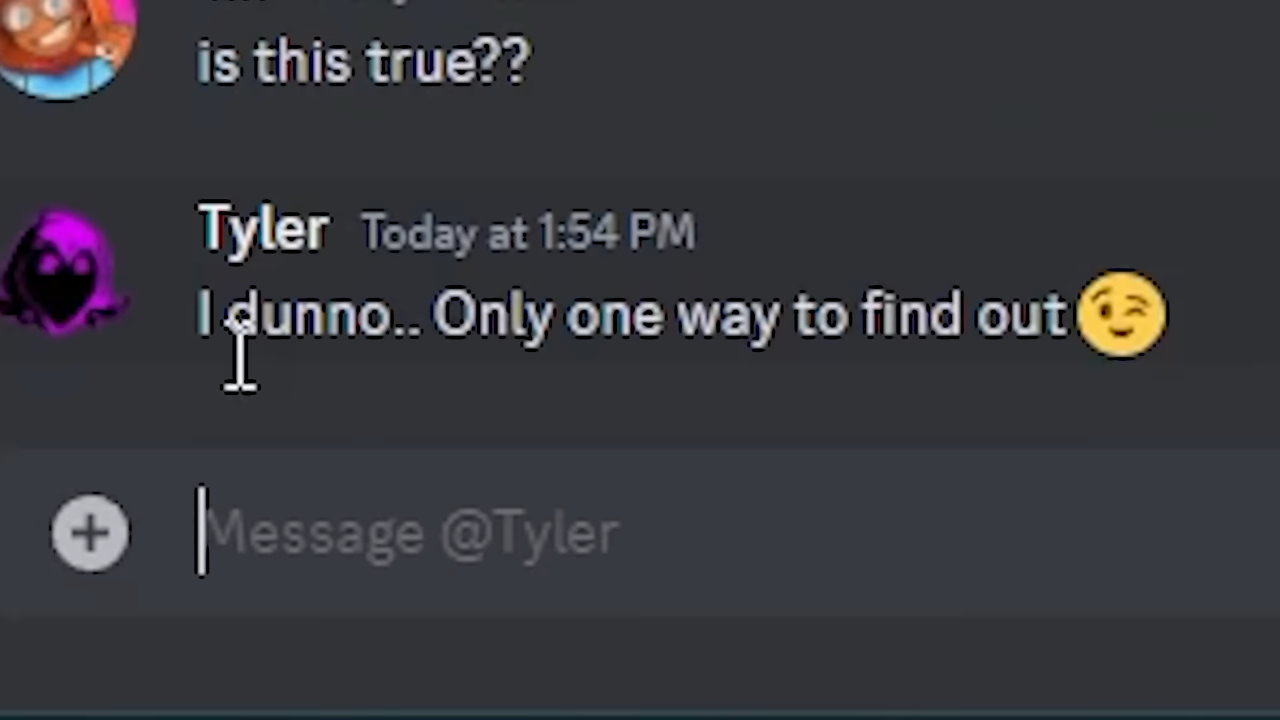 is this true??
Tyler Today at 1:54 PM
I dunno.. Only one way to find out 😉
Message @Tyler